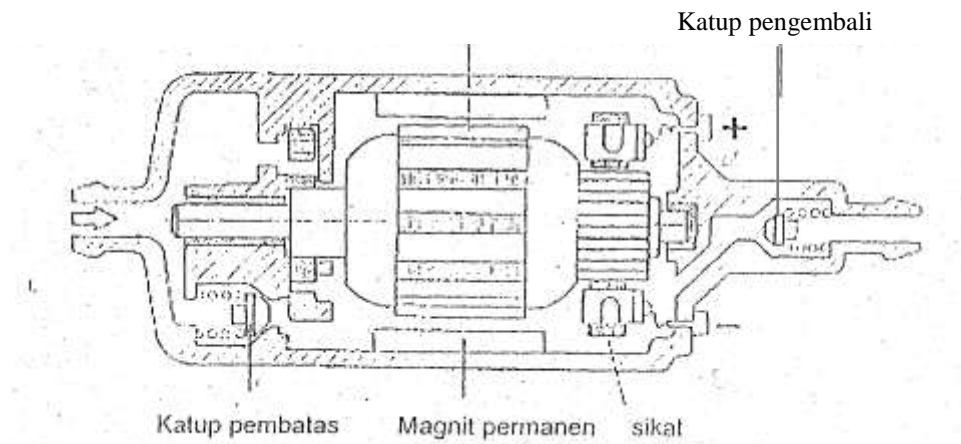 Katup pengembali
+
-
Katup pembatas
Magnit permanen
sikat